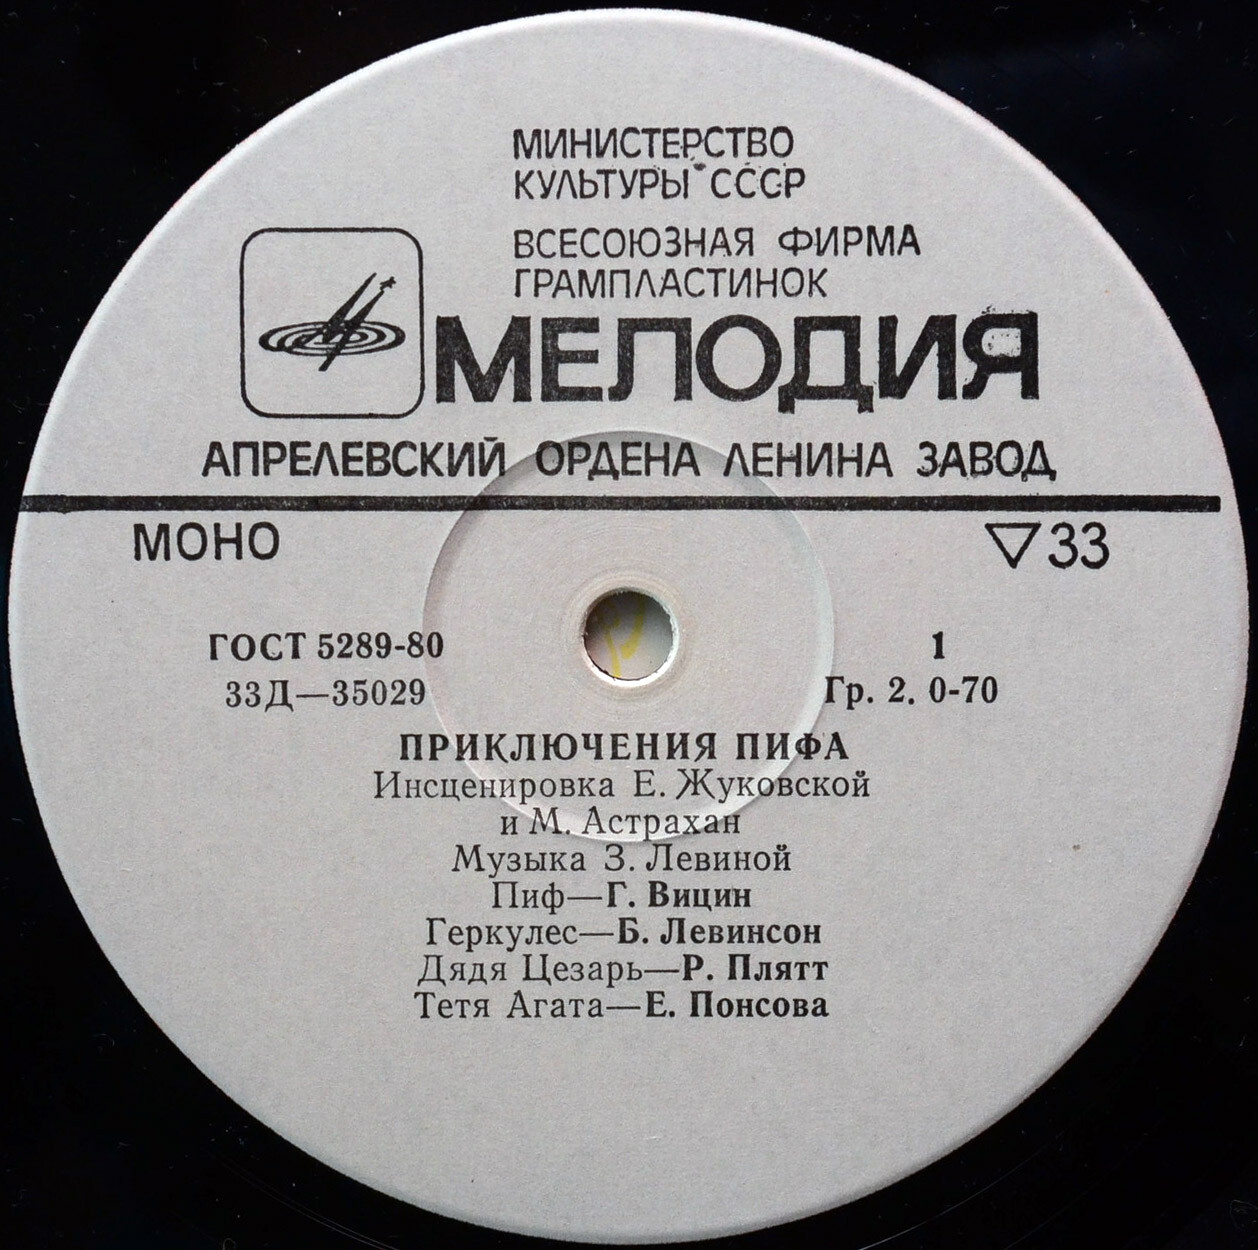 МИНИСТЕРСТВО
КУЛЬТУРЫ СССР
ВСЕСОЮЗНАЯ ФИРМА
ГРАМПЛАСТИНОК
МЕЛОДИЯ
АПРЕЛЕВСКИЙ ОРДЕНА ЛЕНИНА ЗАВОД
МОНО ▽33
ГОСТ 5289-80 1
33Д—35029 Гр. 2. 0-70
ПРИКЛЮЧЕНИЯ ПИФА
Инсценировка Е. Жуковской
и М. Астрахан
Музыка З. Левиной
Пиф—Г. Вицин
Геркулес—Б. Левинсон
Дядя Цезарь—Р. Плятт
Тетя Агата—Е. Понсова